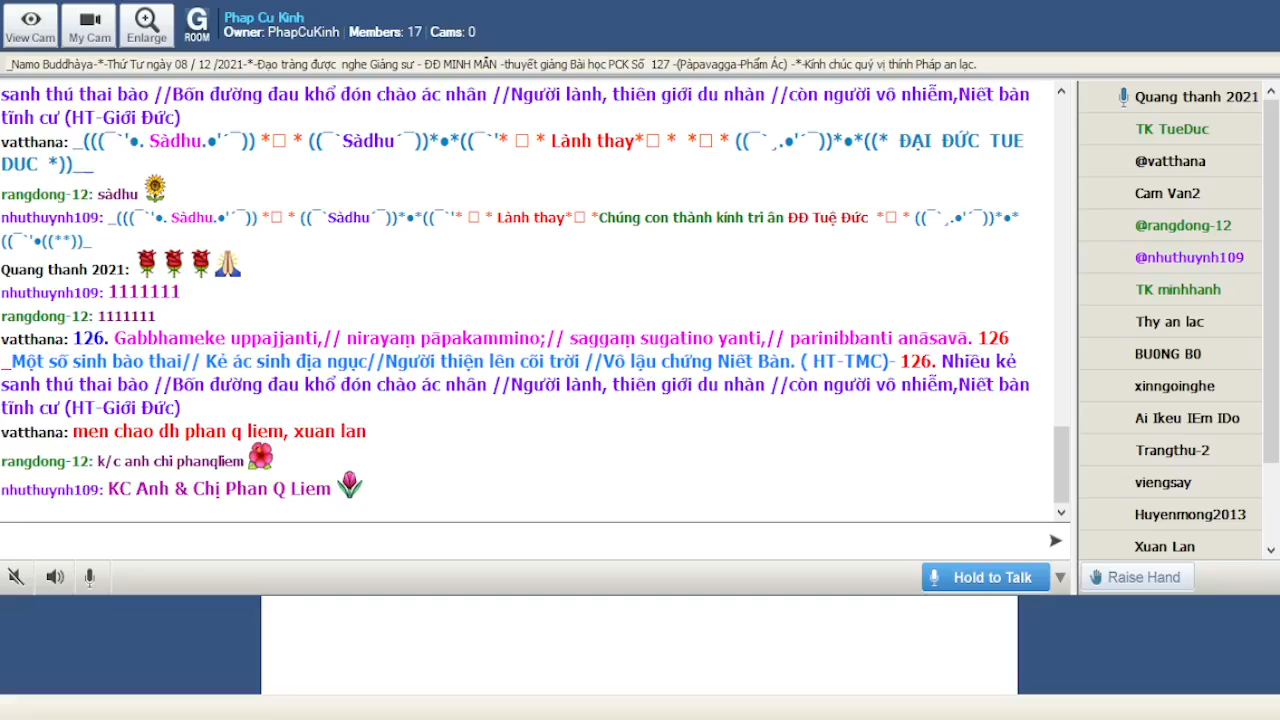 View Cam
My Cam
Enlarge
G
ROOM
Phap Cu Kinh
Owner: PhapCuKinh | Members: 17 | Cams: 0
_Namo Buddhàya-*-Thứ Tư ngày 08 / 12 /2021-*-Đạo tràng được nghe Giảng sư - ĐĐ MINH MẪN -thuyết giảng Bài học PCK Số 127 -(Pàpavagga-Phẩm Ác) -*-Kính chúc quý vị thính Pháp an lạc.
sanh thú thai bào //Bốn đường đau khổ đón chào ác nhân //Người lành, thiên giới du nhàn //còn người vô nhiễm,Niết bàn
tĩnh cư (HT-Giới Đức)
vatthana: _(((¯`'•. Sàdhu.•'´¯)) *□ * ((¯`Sàdhu´¯))*•*((¯`'* □ * Lành thay*□ * *□ * ((¯`¸.•'´¯))*•*((* ĐẠI ĐỨC TUE
DUC *))__
rangdong-12: sàdhu
nhuthuynh109: _(((¯`'•. Sàdhu.•'´¯)) *□ * ((¯`Sàdhu´¯))*•*((¯`'* □ * Lành thay*□ *Chúng con thành kính tri ân ĐĐ Tuệ Đức *□ * ((¯`¸.•'´¯))*•*
((¯`'•((**))_
Quang thanh 2021:
nhuthuynh109: 1111111
rangdong-12: 1111111
vatthana: 126. Gabbhameke uppajjanti,// nirayaṃ pāpakammino;// saggaṃ sugatino yanti,// parinibbanti anāsavā. 126
_Một số sinh bào thai// Kẻ ác sinh địa ngục//Người thiện lên cõi trời //Vô lậu chứng Niết Bàn. ( HT-TMC)- 126. Nhiều kẻ
sanh thú thai bào //Bốn đường đau khổ đón chào ác nhân //Người lành, thiên giới du nhàn //còn người vô nhiễm,Niết bàn
tĩnh cư (HT-Giới Đức)
vatthana: men chao dh phan q liem, xuan lan
rangdong-12: k/c anh chi phanqliem
nhuthuynh109: KC Anh & Chị Phan Q Liem
Hold to Talk
Quang thanh 2021
TK TueDuc
@vatthana
Cam Van2
@rangdong-12
@nhuthuynh109
TK minhhanh
Thy an lac
BU0NG B0
xinngoinghe
Ai Ikeu IEm IDo
Trangthu-2
viengsay
Huyenmong2013
Xuan Lan
Raise Hand